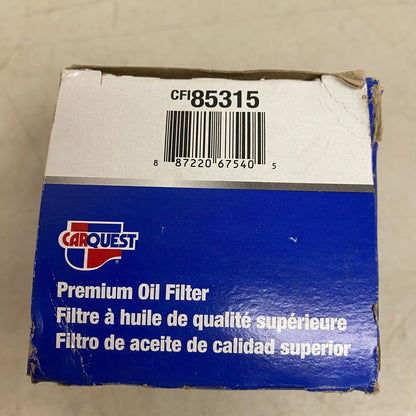 CFI85315
8 87220 67540 5
CARQUEST
Premium Oil Filter
Filtre à huile de qualité supérieure
Filtro de aceite de calidad superior